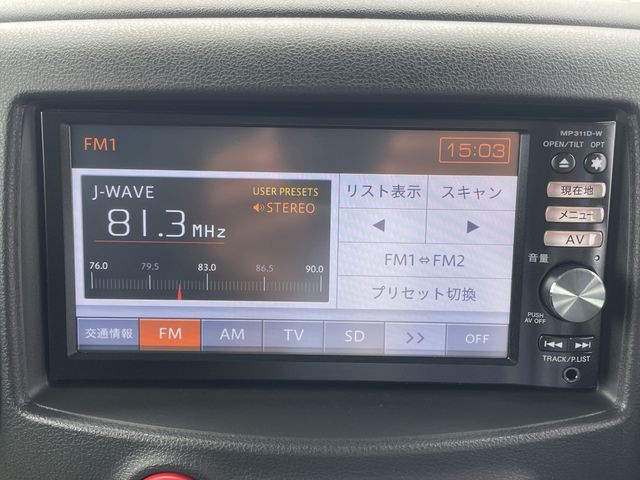 MP311D-W
FM1
15:03
OPEN/TILT OPT
J-WAVE
USER PRESETS
81.3 MHz
STEREO
リスト表示
スキャン
◀
▶
76.0 79.5 83.0 86.5 90.0
FM1⇔FM2
プリセット切換
交通情報
FM
AM
TV
SD
>>
OFF
現在地
メニュー
AV
音量
PUSH
AV OFF
TRACK/P.LIST